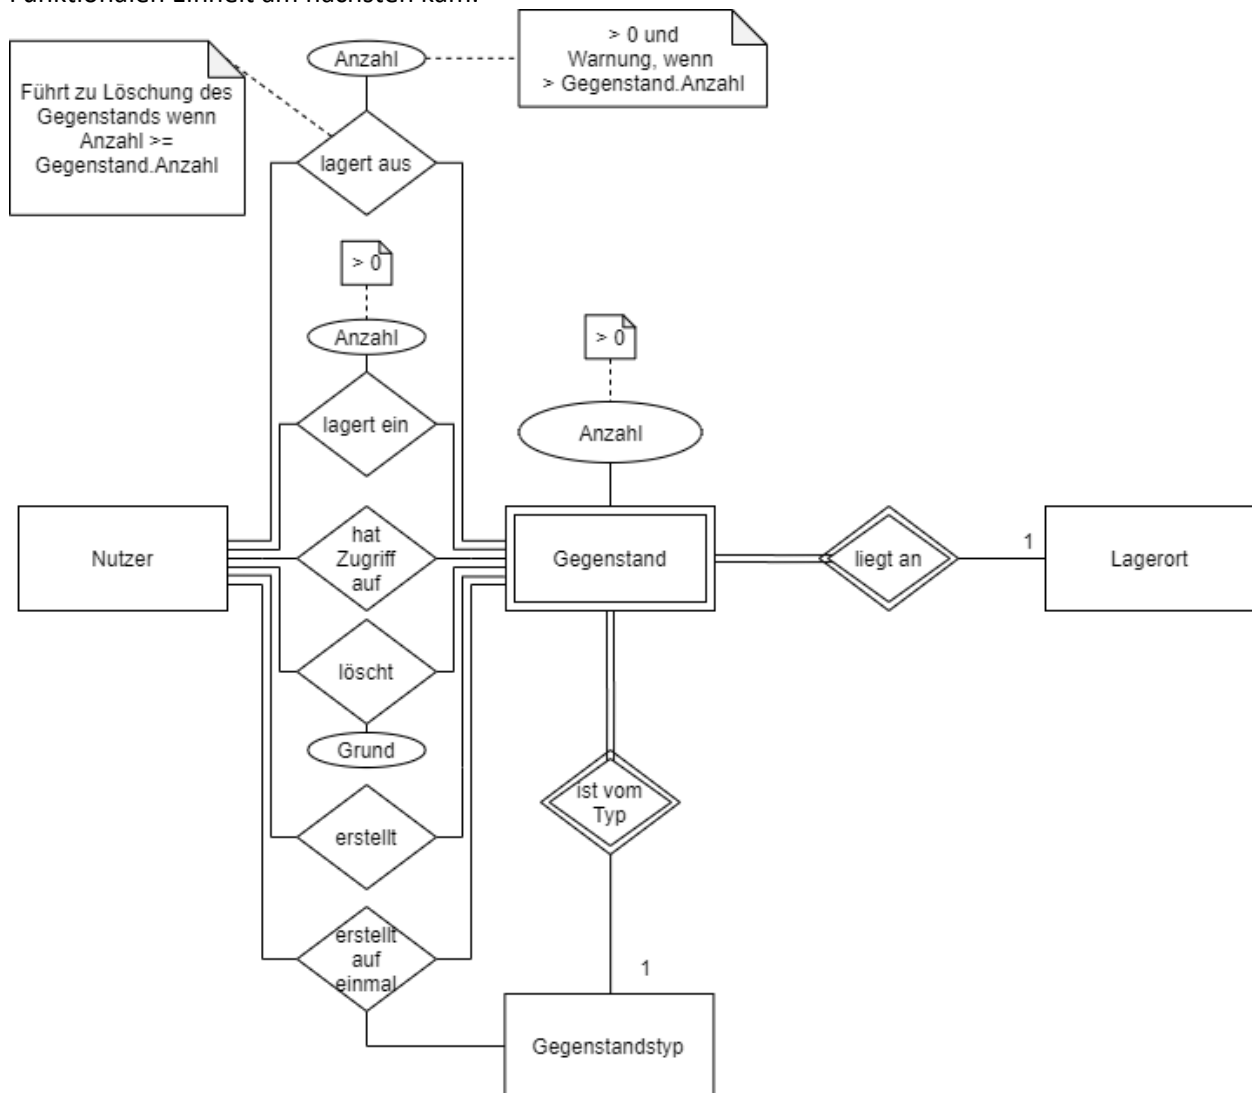 Funktionalen Einheit am nächsten kam.
Anzahl
> 0 und
Warnung, wenn
> Gegenstand.Anzahl
Führt zu Löschung des
Gegenstands wenn
Anzahl >=
Gegenstand.Anzahl
lagert aus
> 0
Anzahl
lagert ein
> 0
Anzahl
Nutzer
hat
Zugriff
auf
Gegenstand
liegt an
1
Lagerort
löscht
Grund
ist vom
Typ
erstellt
erstellt
auf
einmal
1
Gegenstandstyp